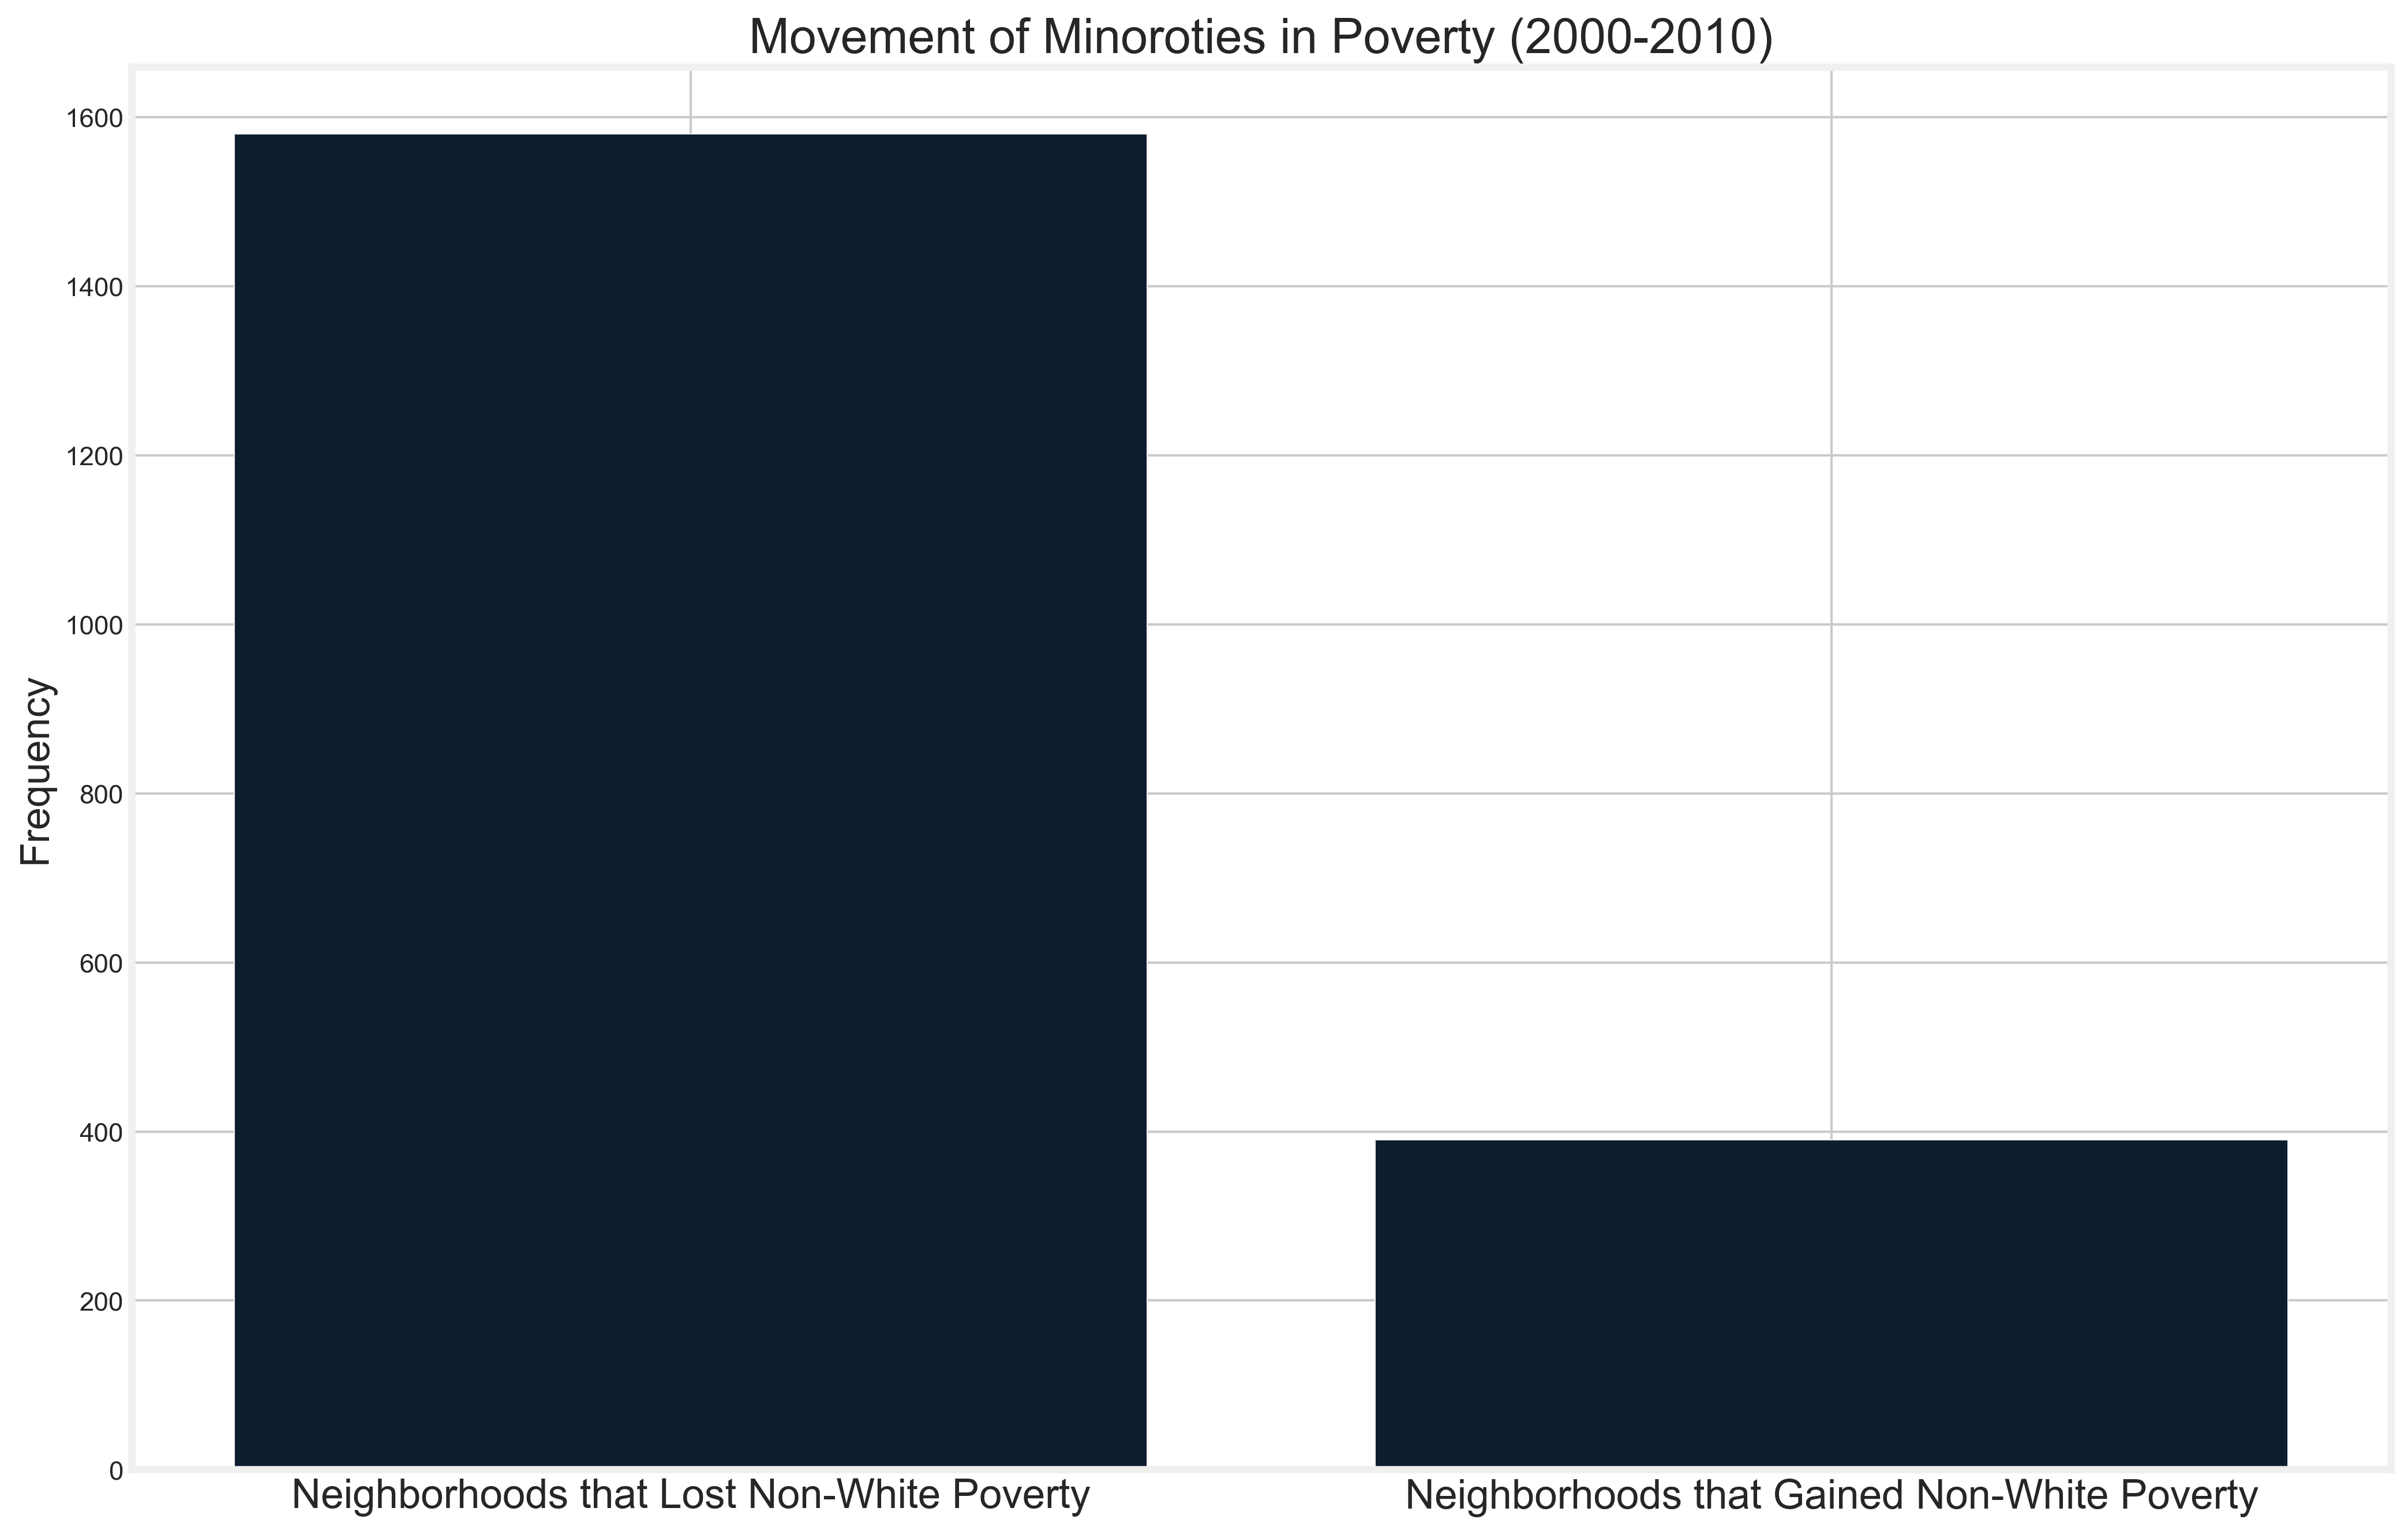 Movement of Minoroties in Poverty (2000-2010)
1600
1400
1200
1000
800
600
400
200
0
Frequency
Neighborhoods that Lost Non-White Poverty
Neighborhoods that Gained Non-White Poverty